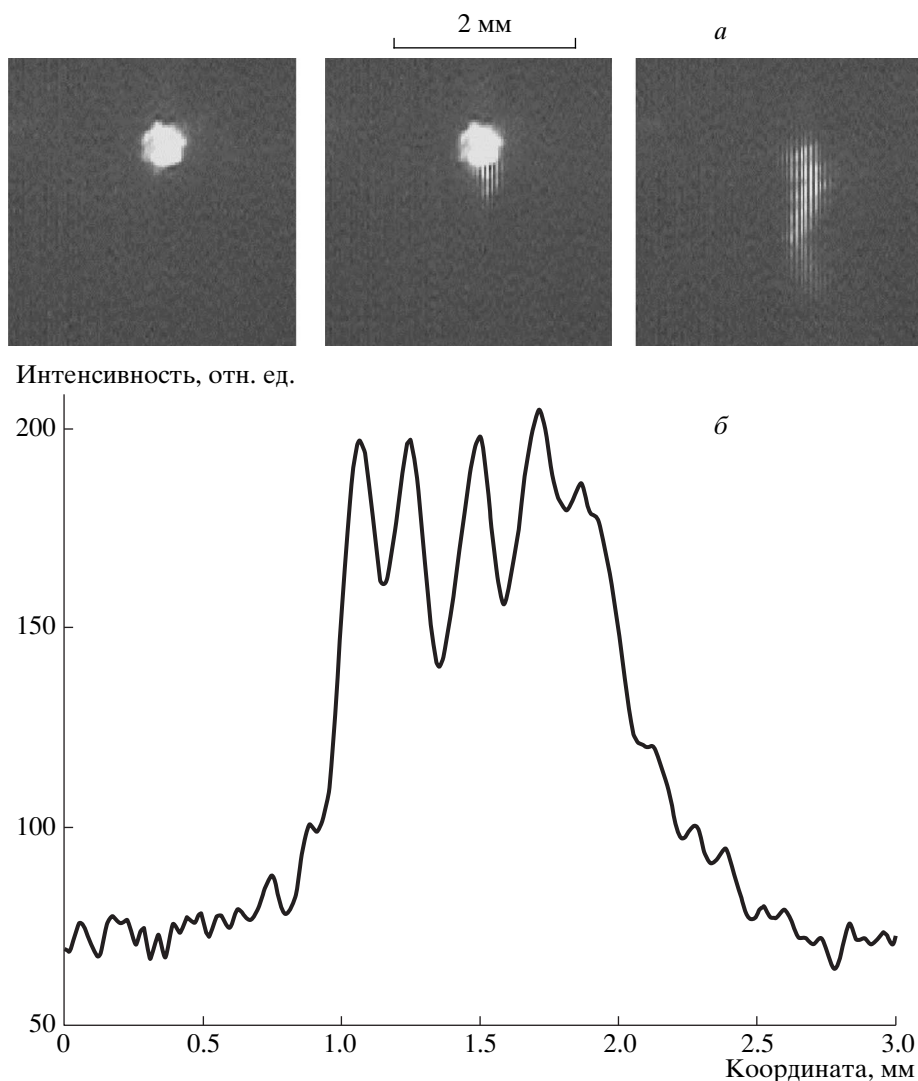 2 мм
а
Интенсивность, отн. ед.
б
200
150
100
50
0 0.5 1.0 1.5 2.0 2.5 3.0
Координата, мм